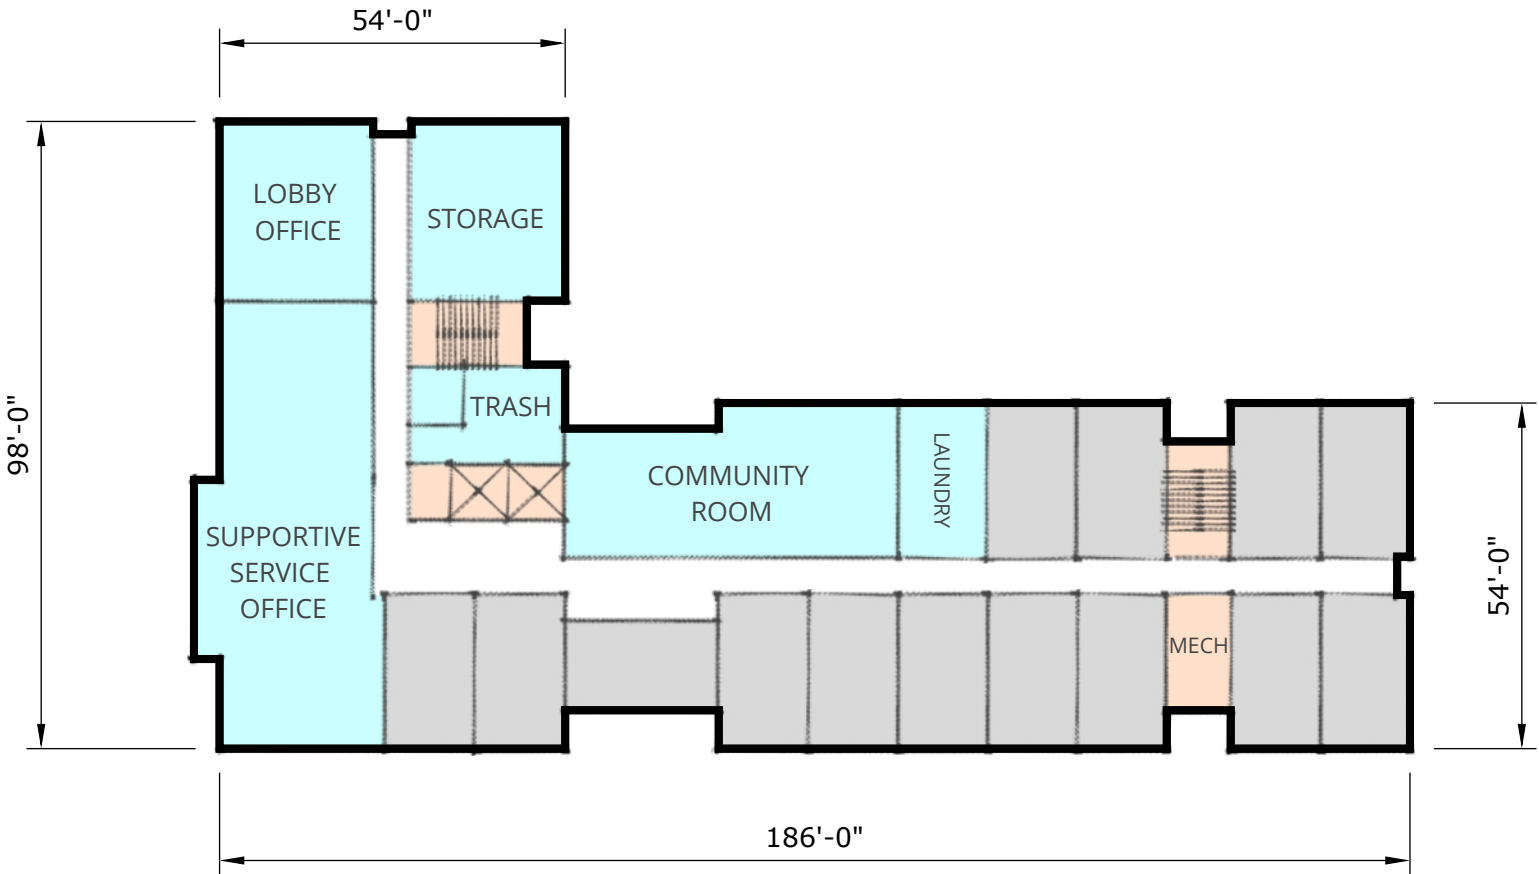 54'-0"
LOBBY
OFFICE
STORAGE
TRASH
98'-0"
COMMUNITY
ROOM
LAUNDRY
SUPPORTIVE
SERVICE
OFFICE
54'-0"
MECH
186'-0"